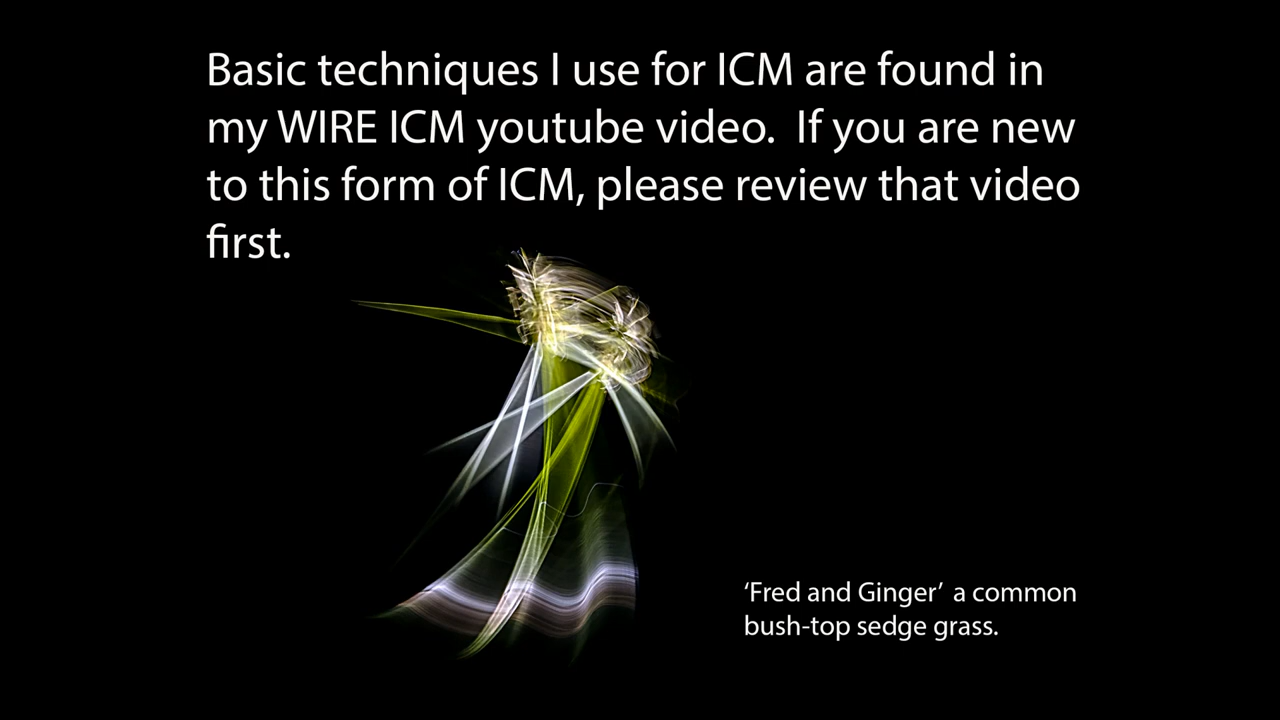 Basic techniques I use for ICM are found in
my WIRE ICM youtube video.  If you are new
to this form of ICM, please review that video
first.
‘Fred and Ginger’ a common
bush-top sedge grass.